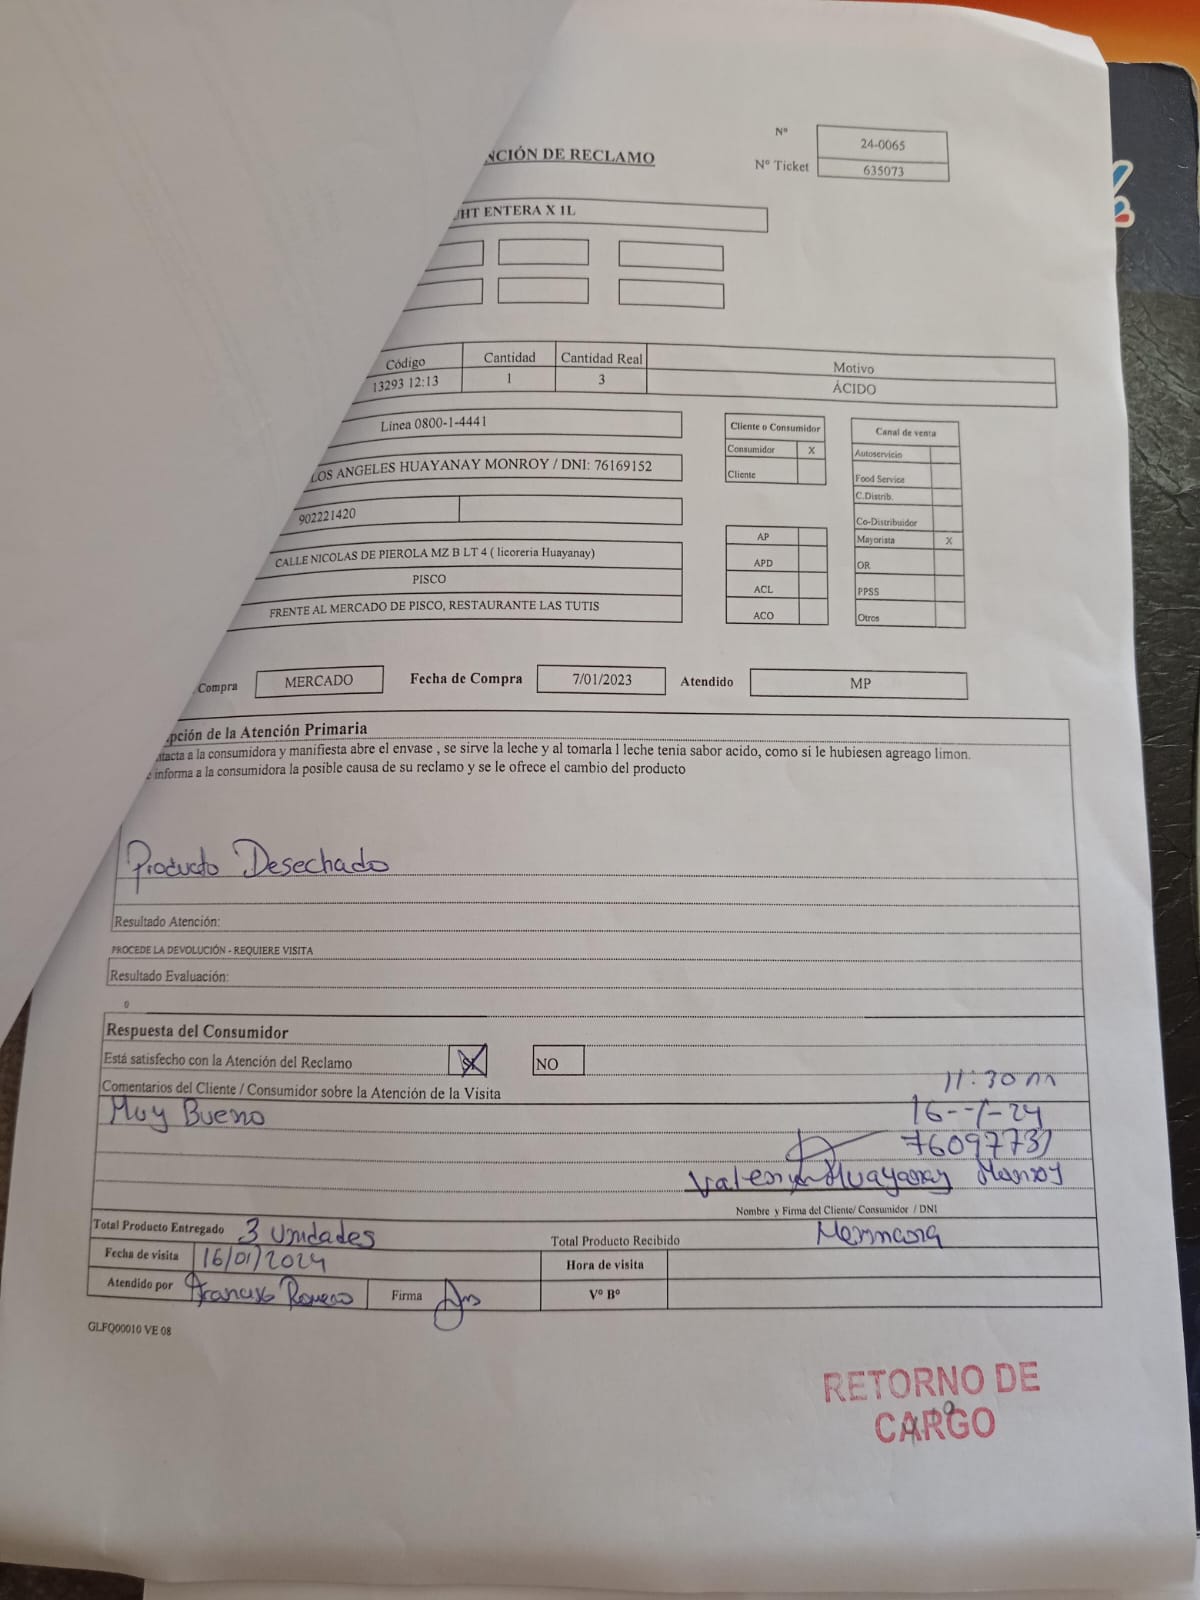 NCIÓN DE RECLAMO
Nº 24-0065
Nº Ticket 635073
UHT ENTERA X 1L
Código Cantidad Cantidad Real Motivo
13293 12:13 1 3 ÁCIDO
Línea 0800-1-4441
LOS ANGELES HUAYANAY MONROY / DNI: 76169152
902221420
CALLE NICOLAS DE PIEROLA MZ B LT 4 ( licoreria Huayanay)
PISCO
FRENTE AL MERCADO DE PISCO, RESTAURANTE LAS TUTIS
Cliente o Consumidor
Consumidor X
Cliente
AP
APD
ACL
ACO
Canal de venta
Autoservicio
Food Service
C.Distrib.
Co-Distribuidor
Mayorista X
OR
PPSS
Otros
Compra MERCADO Fecha de Compra 7/01/2023 Atendido MP
pción de la Atención Primaria
ntacta a la consumidora y manifiesta abre el envase , se sirve la leche y al tomarla l leche tenia sabor acido, como si le hubiesen agreago limon.
e informa a la consumidora la posible causa de su reclamo y se le ofrece el cambio del producto
Producto Desechado
Resultado Atención:
PROCEDE LA DEVOLUCIÓN - REQUIERE VISITA
Resultado Evaluación:
0
Respuesta del Consumidor
Está satisfecho con la Atención del Reclamo SI NO
Comentarios del Cliente / Consumidor sobre la Atención de la Visita
Muy Bueno
11:30 m
16-1-24
Huayanay Monroy
Nombre y Firma del Cliente/ Consumidor / DNI
Hermana
Total Producto Entregado 3 Unidades Total Producto Recibido
Fecha de visita 16/01/2024 Hora de visita
Atendido por Francisco Romero Firma Vº Bº
GLFQ00010 VE 08
RETORNO DE
CARGO